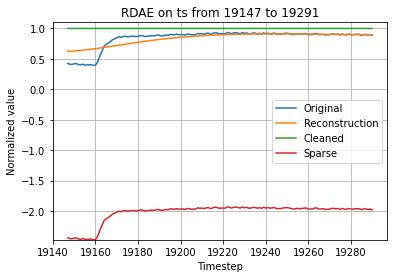 RDAE on ts from 19147 to 19291
Normalized value
1.0
0.5
0.0
−0.5
−1.0
−1.5
−2.0
Original
Reconstruction
Cleaned
Sparse
19140 19160 19180 19200 19220 19240 19260 19280
Timestep